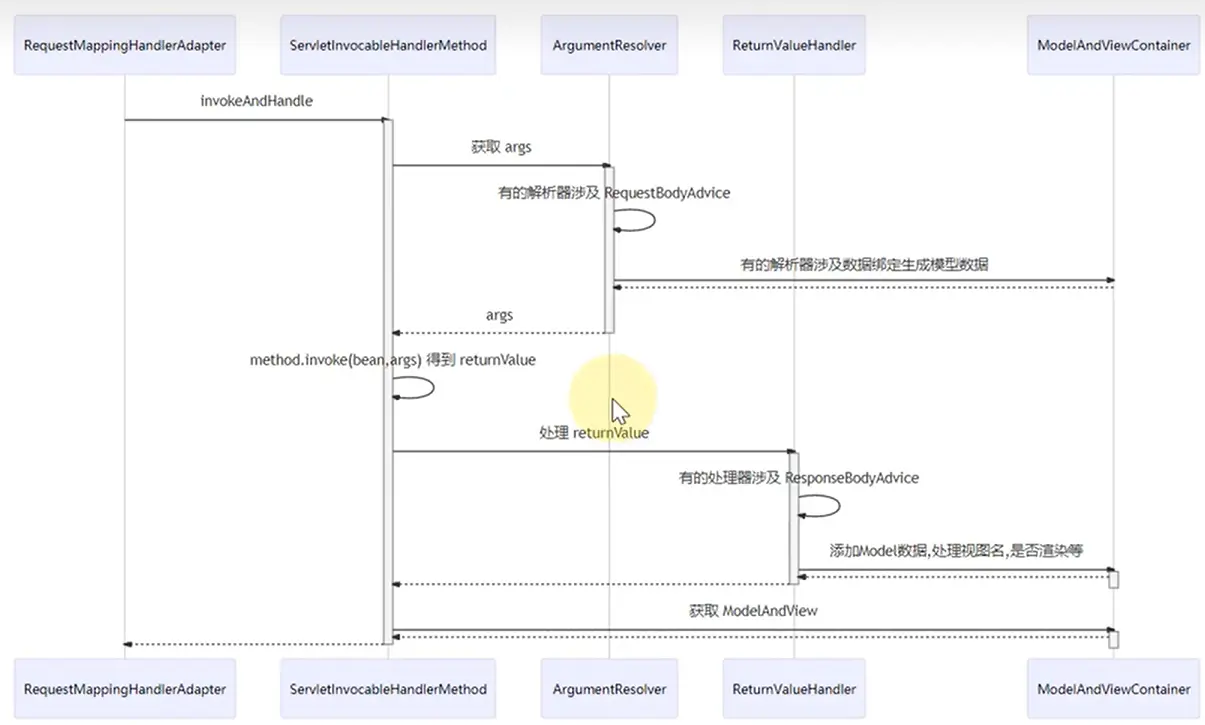 RequestMappingHandlerAdapter
ServletInvocableHandlerMethod
ArgumentResolver
ReturnValueHandler
ModelAndViewContainer
invokeAndHandle
获取 args
有的解析器涉及 RequestBodyAdvice
有的解析器涉及数据绑定生成模型数据
args
method.invoke(bean,args) 得到 returnValue
处理 returnValue
有的处理器涉及 ResponseBodyAdvice
添加Model数据,处理视图名,是否渲染等
获取 ModelAndView
RequestMappingHandlerAdapter
ServletInvocableHandlerMethod
ArgumentResolver
ReturnValueHandler
ModelAndViewContainer